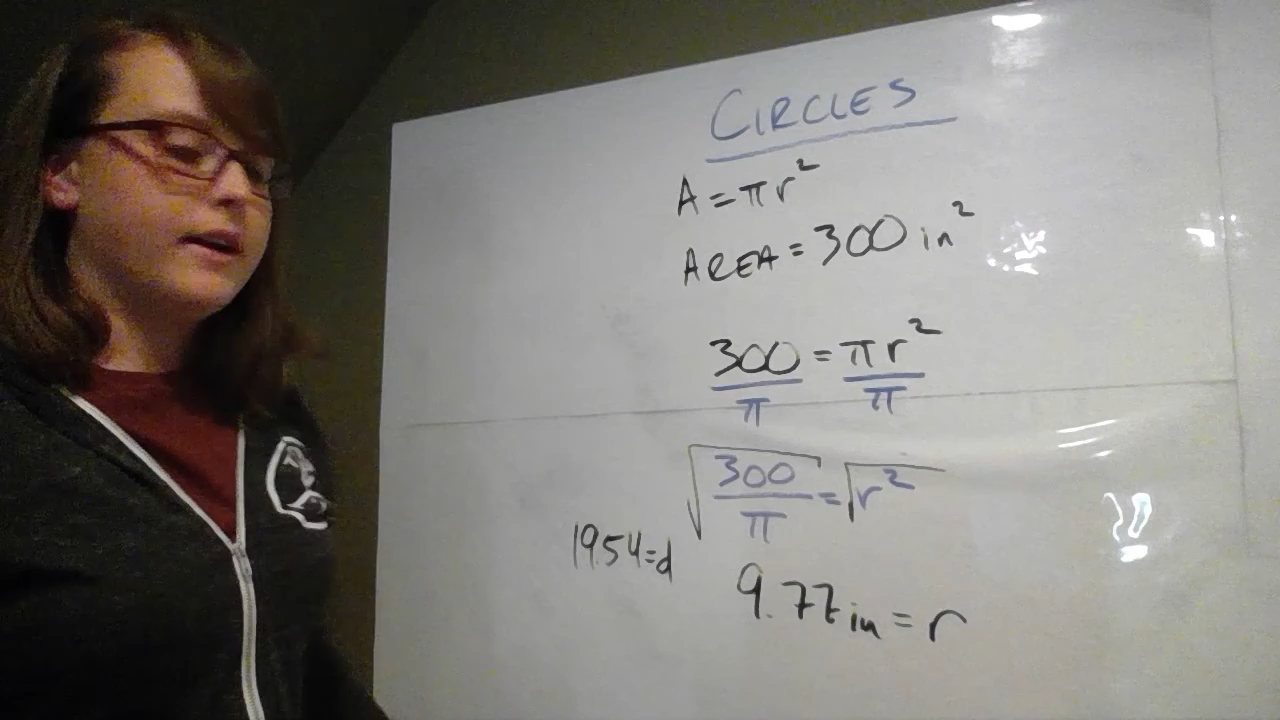 CIRCLES
A = πr²
AREA = 300 in²
300 = πr²
π π
√300/π = √r²
19.54 = d
9.77 in = r